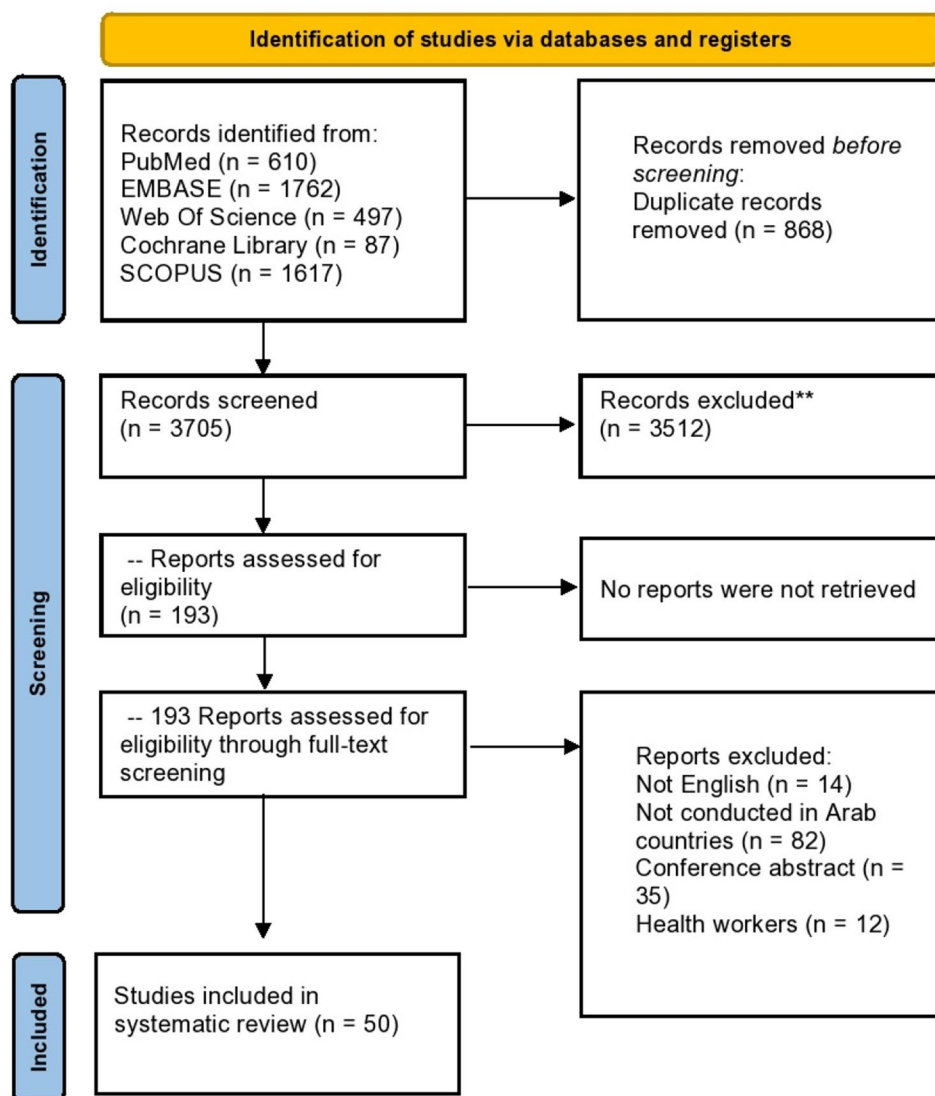 Identification of studies via databases and registers
Identification
Records identified from:
PubMed (n = 610)
EMBASE (n = 1762)
Web Of Science (n = 497)
Cochrane Library (n = 87)
SCOPUS (n = 1617)
Records removed before
screening:
Duplicate records
removed (n = 868)
Screening
Records screened
(n = 3705)
Records excluded**
(n = 3512)
-- Reports assessed for
eligibility
(n = 193)
No reports were not retrieved
-- 193 Reports assessed for
eligibility through full-text
screening
Reports excluded:
Not English (n = 14)
Not conducted in Arab
countries (n = 82)
Conference abstract (n =
35)
Health workers (n = 12)
Included
Studies included in
systematic review (n = 50)